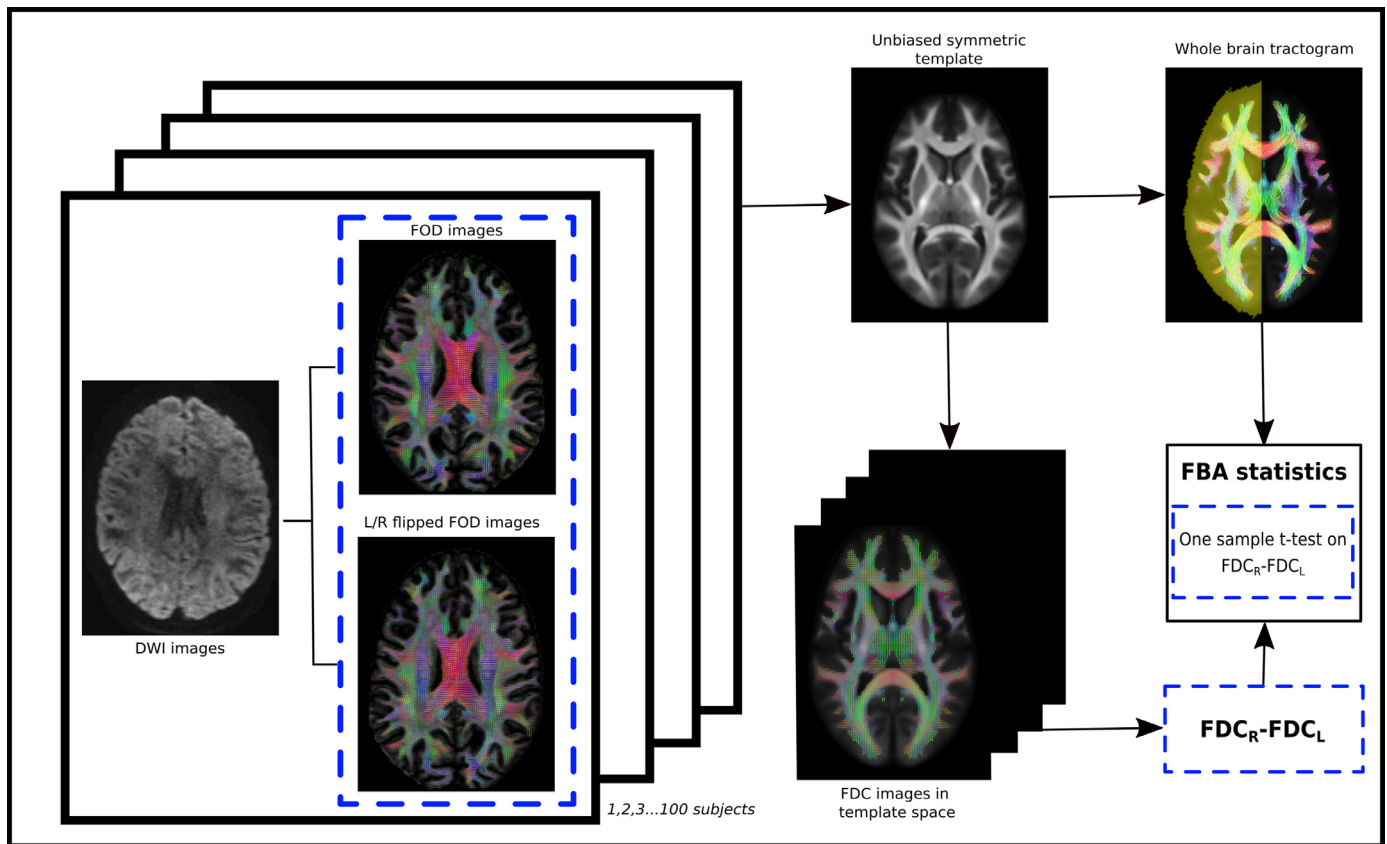 FOD images
L/R flipped FOD images
DWI images
1,2,3...100 subjects
Unbiased symmetric
template
Whole brain tractogram
FDC images in
template space
FBA statistics
One sample t-test on
FDC_R-FDC_L
FDC_R-FDC_L